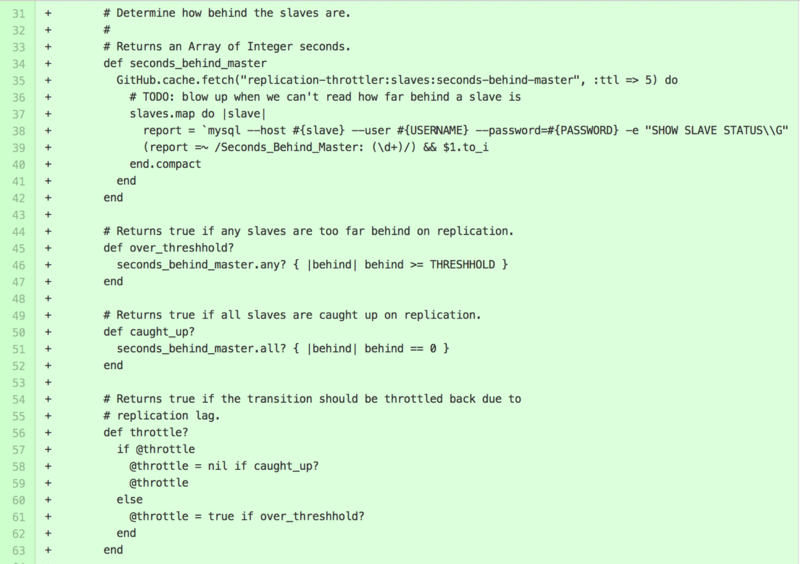 31 + # Determine how behind the slaves are.
32 + #
33 + # Returns an Array of Integer seconds.
34 + def seconds_behind_master
35 + GitHub.cache.fetch("replication-throttler:slaves:seconds-behind-master", :ttl => 5) do
36 + # TODO: blow up when we can't read how far behind a slave is
37 + slaves.map do |slave|
38 + report = `mysql --host #{slave} --user #{USERNAME} --password=#{PASSWORD} -e "SHOW SLAVE STATUS\\G"
39 + (report =~ /Seconds_Behind_Master: (\d+)/) && $1.to_i
40 + end.compact
41 + end
42 + end
43 +
44 + # Returns true if any slaves are too far behind on replication.
45 + def over_threshhold?
46 + seconds_behind_master.any? { |behind| behind >= THRESHHOLD }
47 + end
48 +
49 + # Returns true if all slaves are caught up on replication.
50 + def caught_up?
51 + seconds_behind_master.all? { |behind| behind == 0 }
52 + end
53 +
54 + # Returns true if the transition should be throttled back due to
55 + # replication lag.
56 + def throttle?
57 + if @throttle
58 + @throttle = nil if caught_up?
59 + @throttle
60 + else
61 + @throttle = true if over_threshhold?
62 + end
63 + end